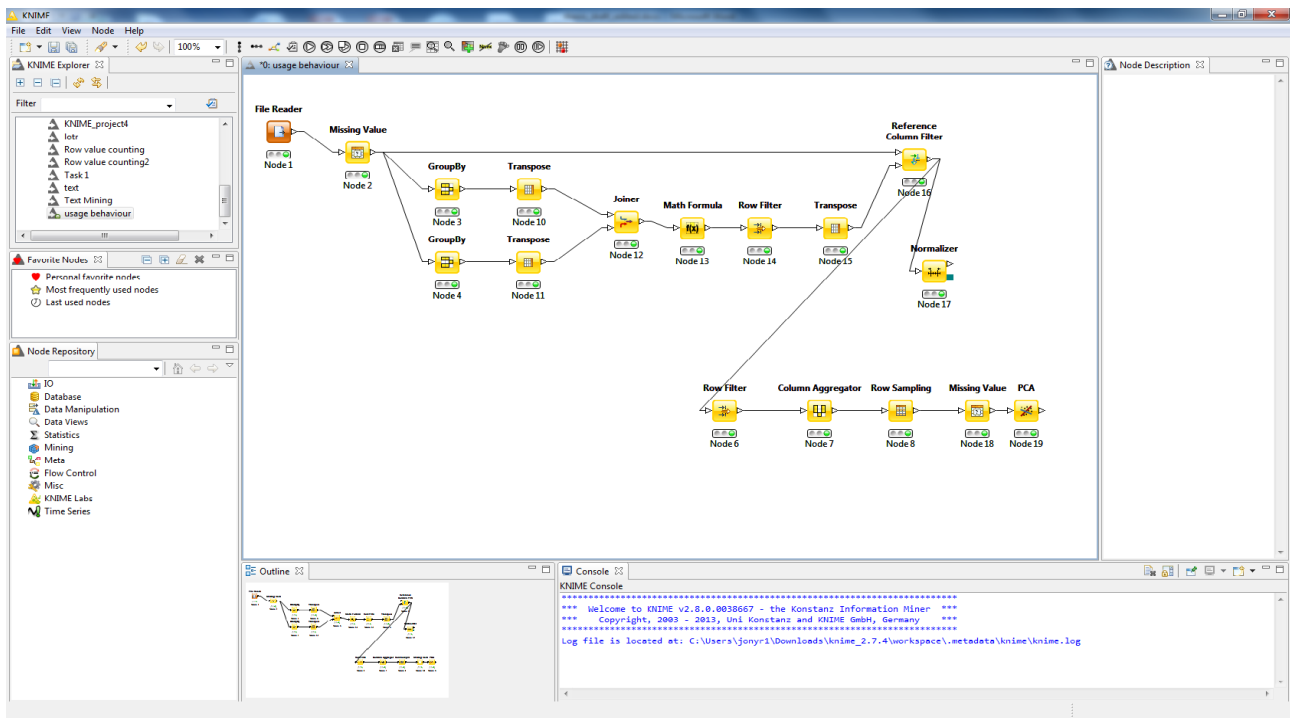 KNIME
File Edit View Node Help
100%
KNIME Explorer
Filter
KNIME_project4
lotr
Row value counting
Row value counting2
Task 1
text
Text Mining
usage behaviour
Favorite Nodes
Personal favorite nodes
Most frequently used nodes
Last used nodes
Node Repository
IO
Database
Data Manipulation
Data Views
Statistics
Mining
Meta
Flow Control
Misc
KNIME Labs
Time Series
*0: usage behaviour
File Reader
Node 1
Missing Value
Node 2
GroupBy
Node 3
Transpose
Node 10
GroupBy
Node 4
Transpose
Node 11
Joiner
Node 12
Math Formula
f(x)
Node 13
Row Filter
Node 14
Transpose
Node 15
Reference
Column Filter
Node 16
Normalizer
Node 17
Row Filter
Node 6
Column Aggregator
Node 7
Row Sampling
Node 8
Missing Value
Node 18
PCA
Node 19
Node Description
Outline
Console
KNIME Console
*** Welcome to KNIME v2.8.0.0038667 - the Konstanz Information Miner ***
*** Copyright, 2003 - 2013, Uni Konstanz and KNIME GmbH, Germany ***
Log file is located at: C:\Users\jonyr1\Downloads\knime_2.7.4\workspace\.metadata\knime\knime.log